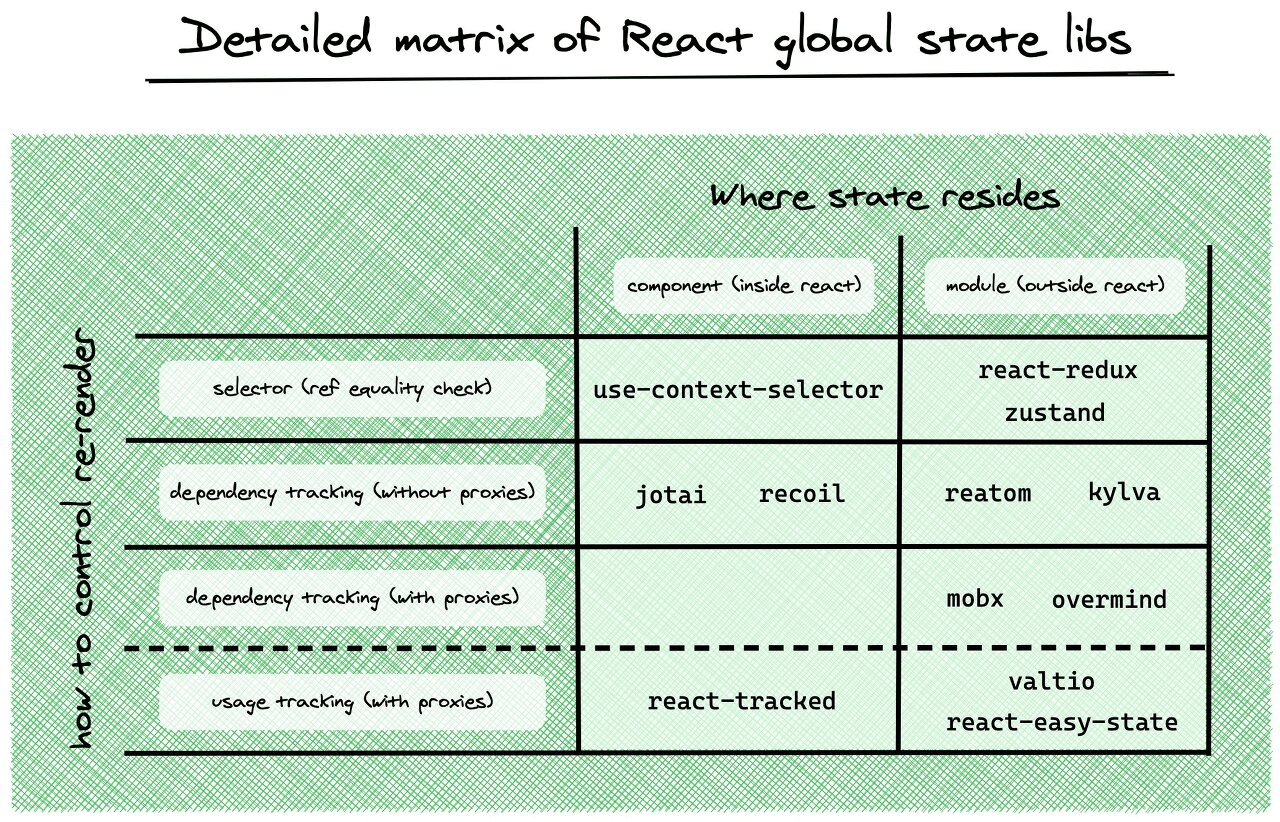 Detailed matrix of React global state libs
Where state resides
component (inside react)
module (outside react)
how to control re-render
selector (ref equality check)
use-context-selector
react-redux
zustand
dependency tracking (without proxies)
jotai recoil
reatom kylva
dependency tracking (with proxies)
mobx overmind
usage tracking (with proxies)
react-tracked
valtio
react-easy-state